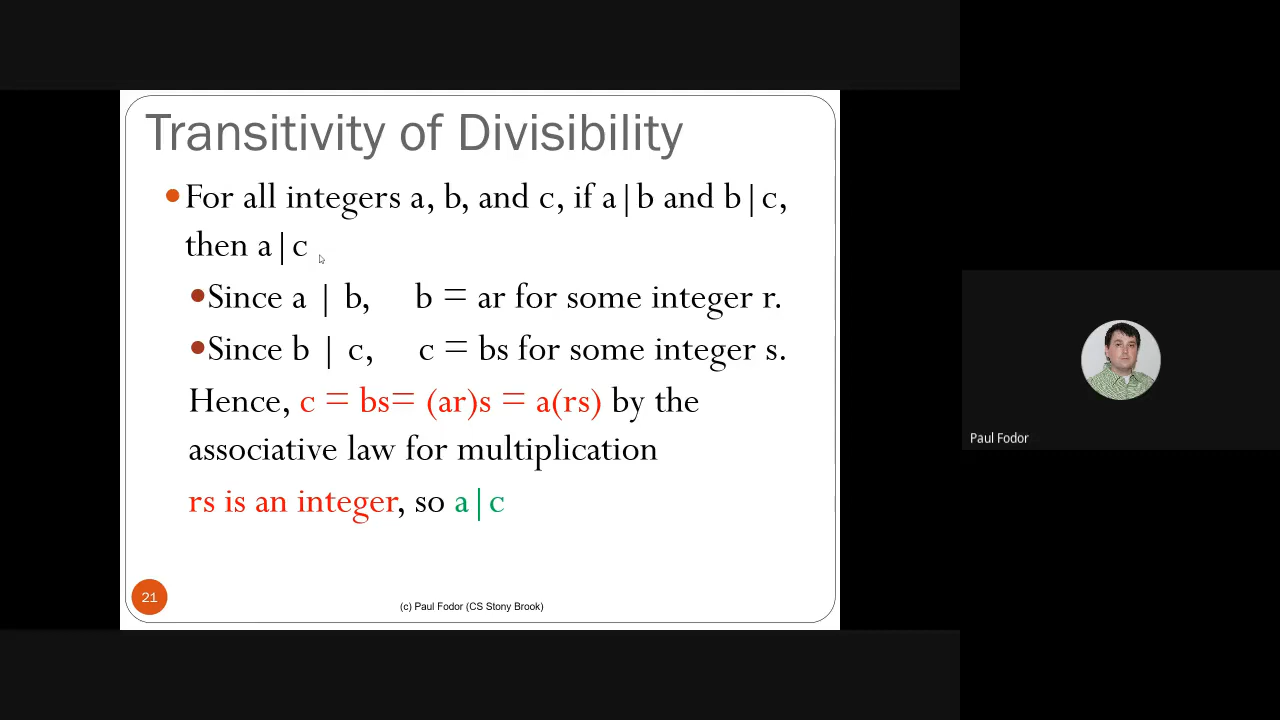 Transitivity of Divisibility
For all integers a, b, and c, if a|b and b|c,
then a|c
Since a | b, b = ar for some integer r.
Since b | c, c = bs for some integer s.
Hence, c = bs= (ar)s = a(rs) by the
associative law for multiplication
rs is an integer, so a|c
21
(c) Paul Fodor (CS Stony Brook)
Paul Fodor